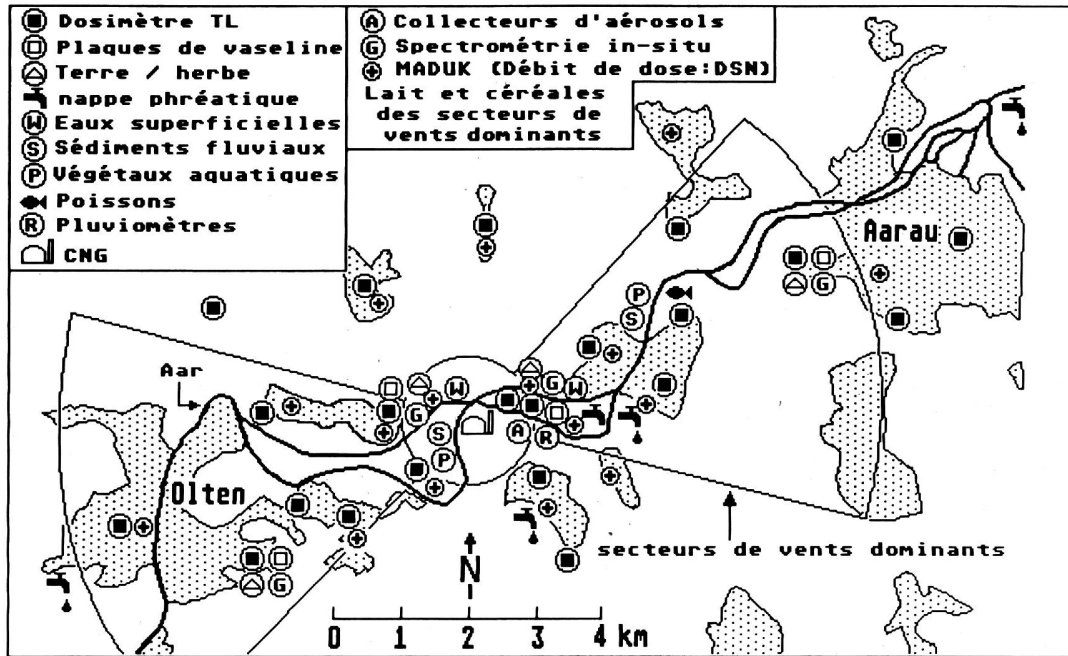 Dosimètre TL
Plaques de vaseline
Terre / herbe
nappe phréatique
W Eaux superficielles
S Sédiments fluviaux
P Végétaux aquatiques
Poissons
R Pluviomètres
CNG
A Collecteurs d'aérosols
G Spectrométrie in-situ
MADUK (Débit de dose:DSN)
Lait et céréales
des secteurs de
vents dominants
Aarau
G
P
S
Aar
W
G W
G
S
A R
P
Olten
G
secteurs de vents dominants
N
0 1 2 3 4 km